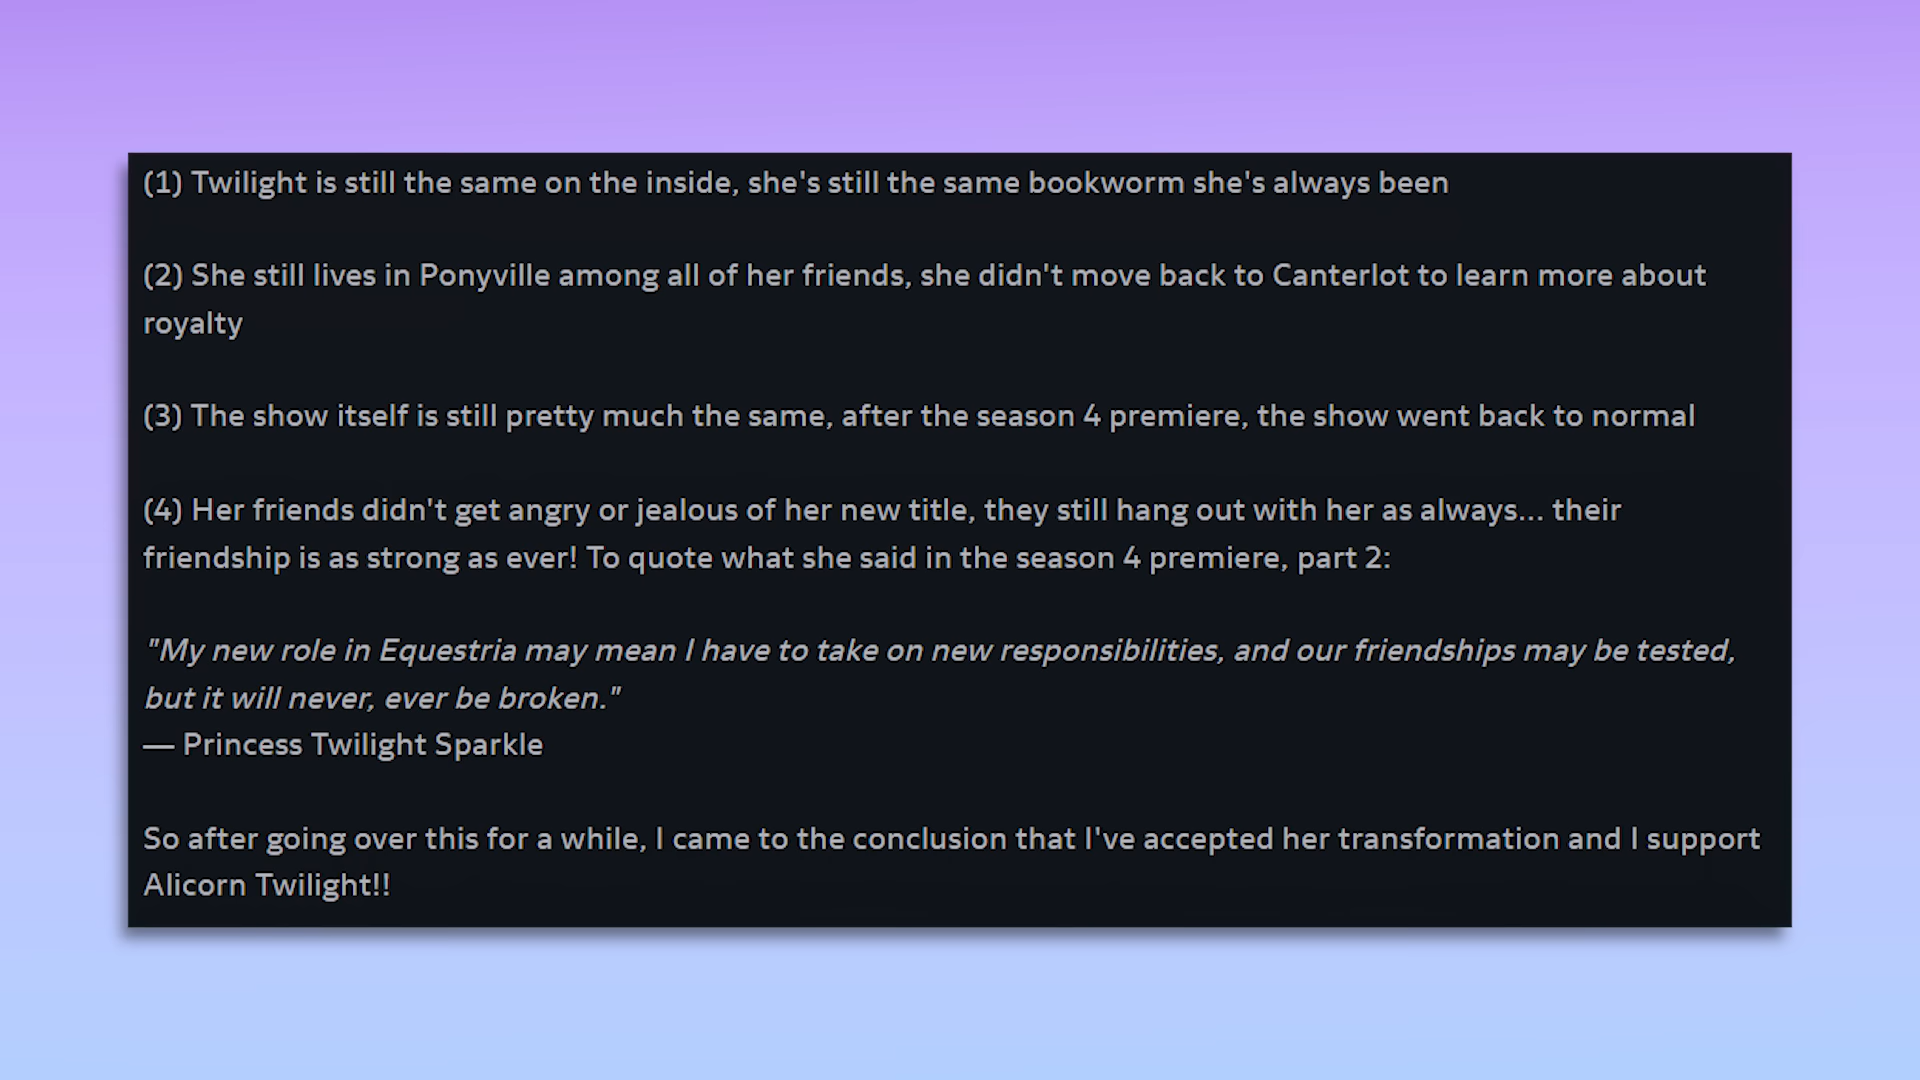 (1) Twilight is still the same on the inside, she's still the same bookworm she's always been
(2) She still lives in Ponyville among all of her friends, she didn't move back to Canterlot to learn more about
royalty
(3) The show itself is still pretty much the same, after the season 4 premiere, the show went back to normal
(4) Her friends didn't get angry or jealous of her new title, they still hang out with her as always... their
friendship is as strong as ever! To quote what she said in the season 4 premiere, part 2:
"My new role in Equestria may mean I have to take on new responsibilities, and our friendships may be tested,
but it will never, ever be broken."
— Princess Twilight Sparkle
So after going over this for a while, I came to the conclusion that I've accepted her transformation and I support
Alicorn Twilight!!